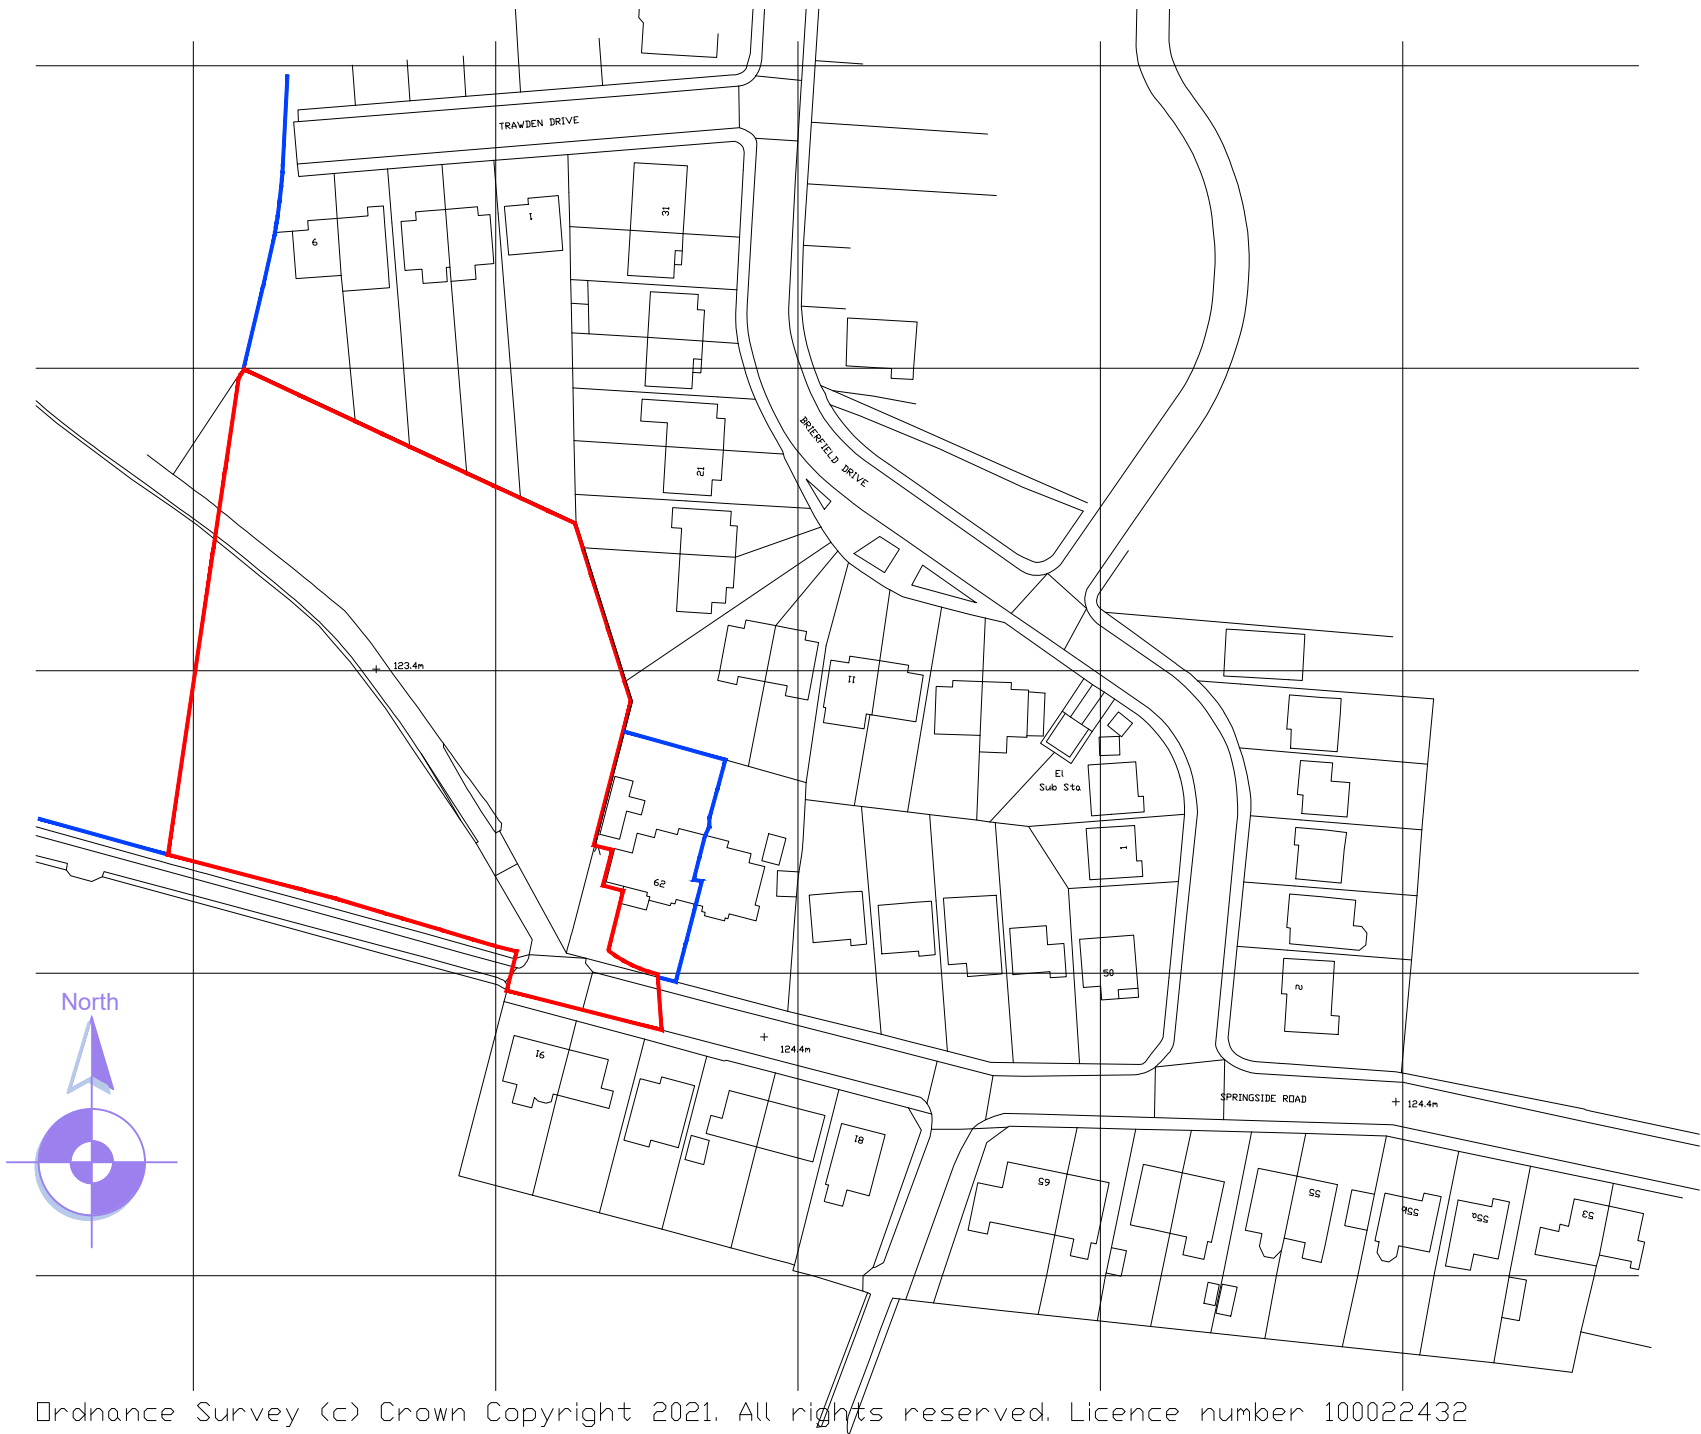 TRAWDEN DRIVE
31
1
6
BRIERFIELD DRIVE
21
123.4m
11
El
Sub Sta
1
62
50
2
North
124.4m
16
SPRINGSIDE ROAD
124.4m
18
65
55
55b
55a
53
Ordnance Survey (c) Crown Copyright 2021. All rights reserved. Licence number 100022432